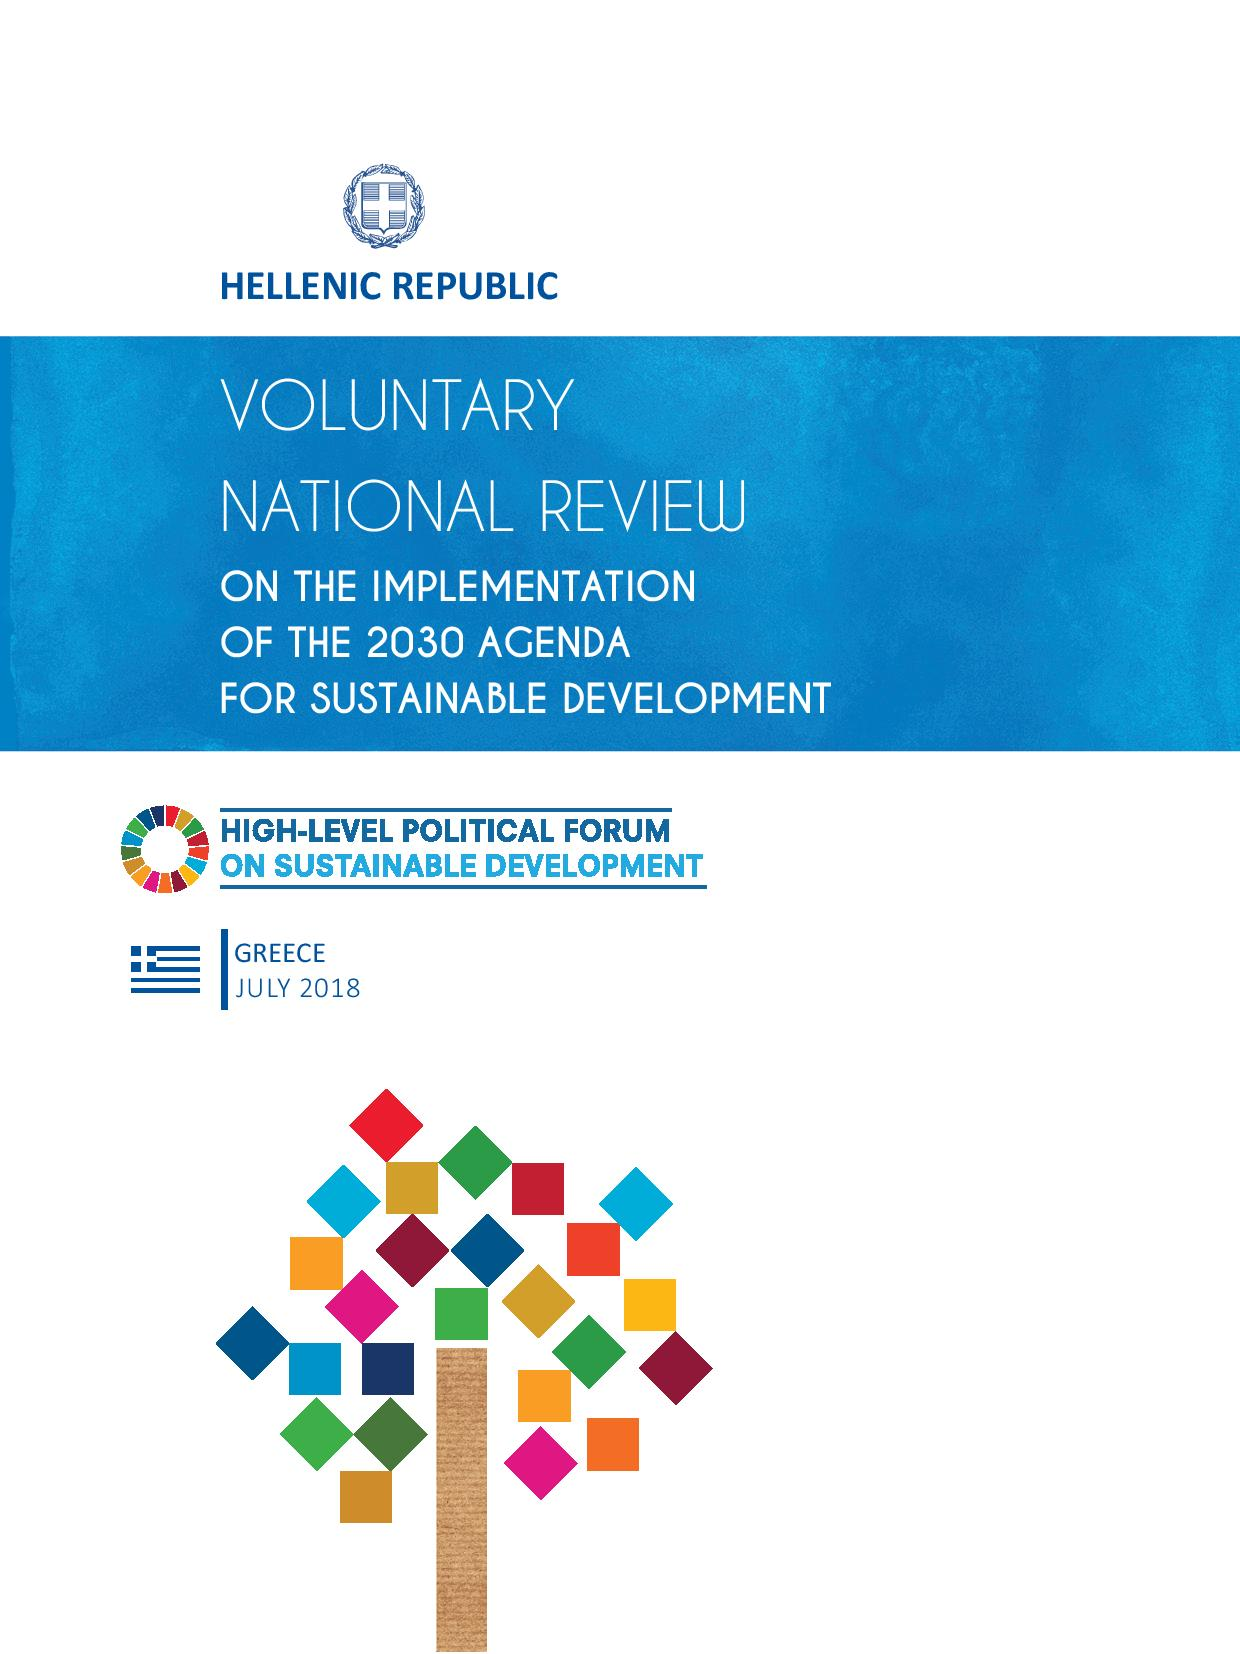 HELLENIC REPUBLIC
VOLUNTARY
NATIONAL REVIEW
ON THE IMPLEMENTATION
OF THE 2030 AGENDA
FOR SUSTAINABLE DEVELOPMENT
HIGH-LEVEL POLITICAL FORUM
ON SUSTAINABLE DEVELOPMENT
GREECE
JULY 2018